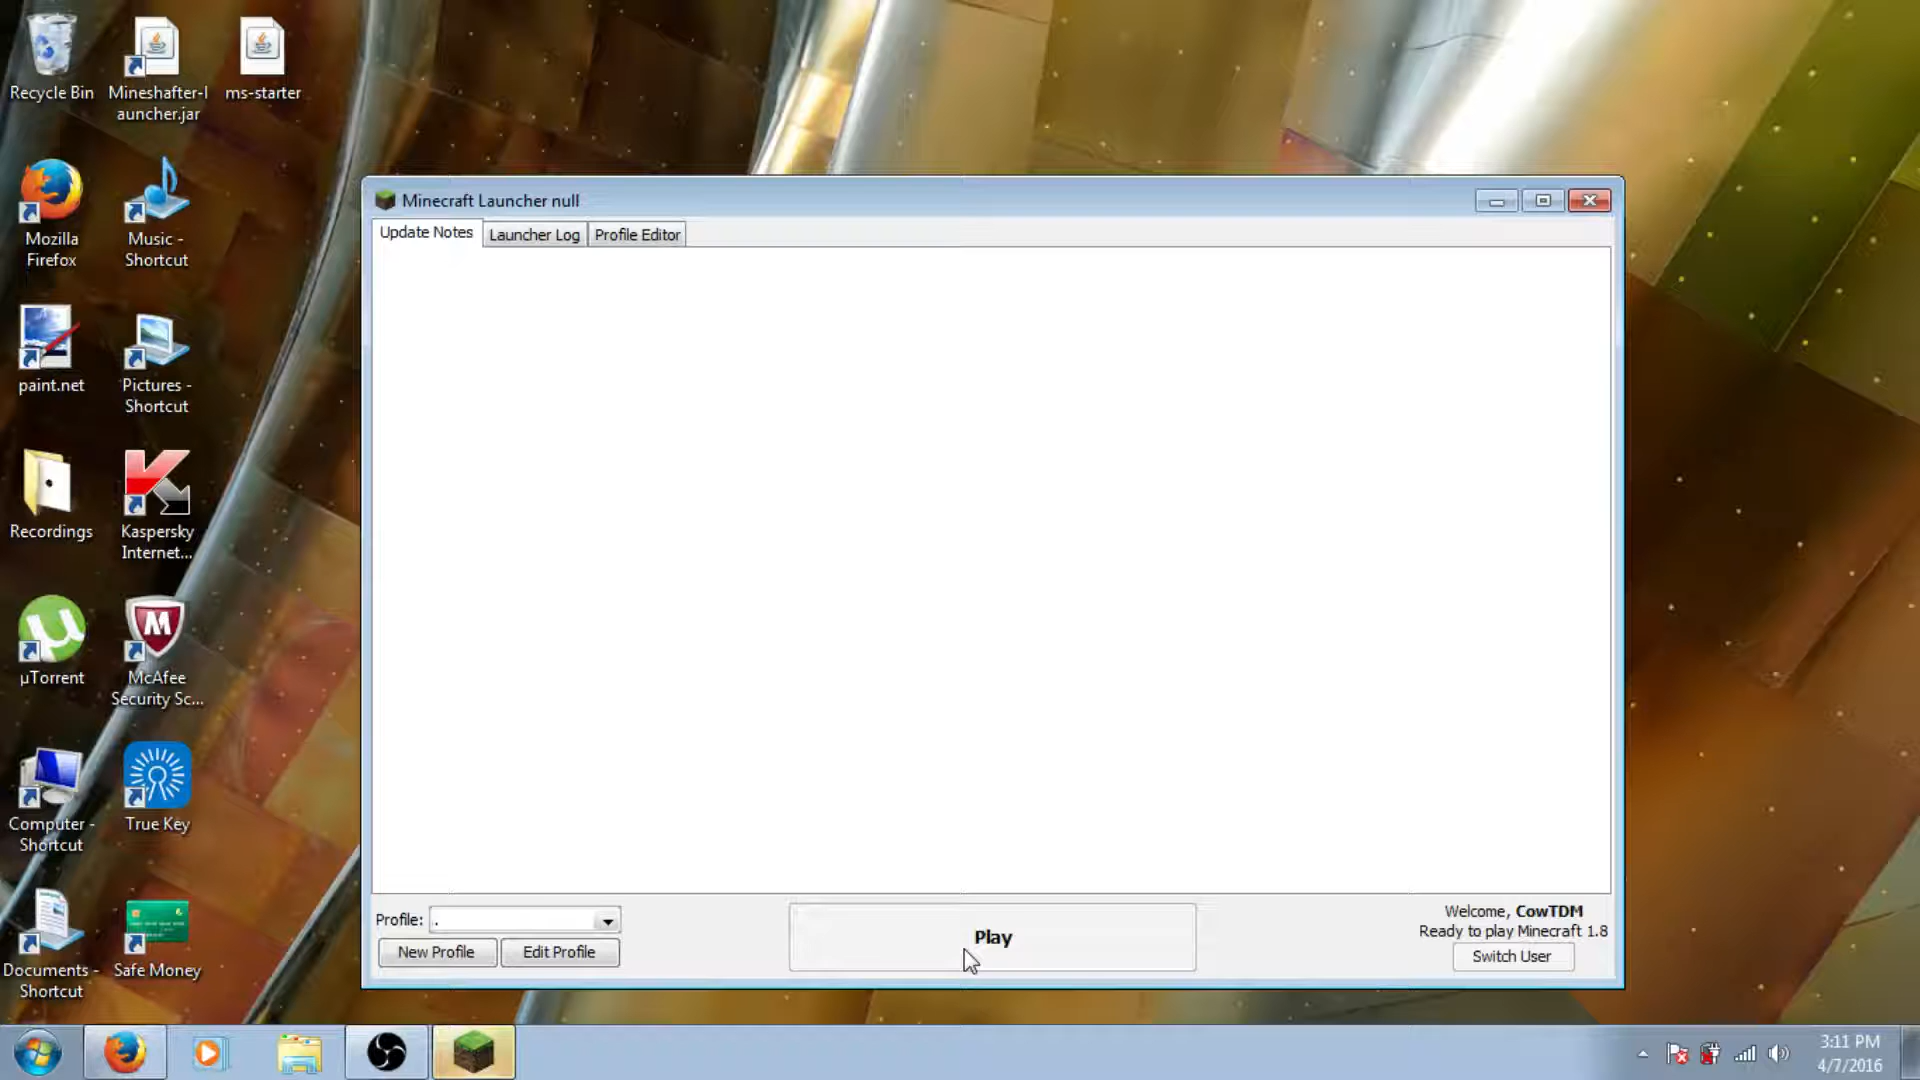 Recycle Bin
Mineshafter-l
auncher.jar
ms-starter
Mozilla
Firefox
Music -
Shortcut
paint.net
Pictures -
Shortcut
Recordings
Kaspersky
Internet...
µTorrent
McAfee
Security Sc...
Computer -
Shortcut
True Key
Documents -
Shortcut
Safe Money
Minecraft Launcher null
Update Notes
Launcher Log
Profile Editor
Profile: .
New Profile
Edit Profile
Play
Welcome, CowTDM
Ready to play Minecraft 1.8
Switch User
3:11 PM
4/7/2016